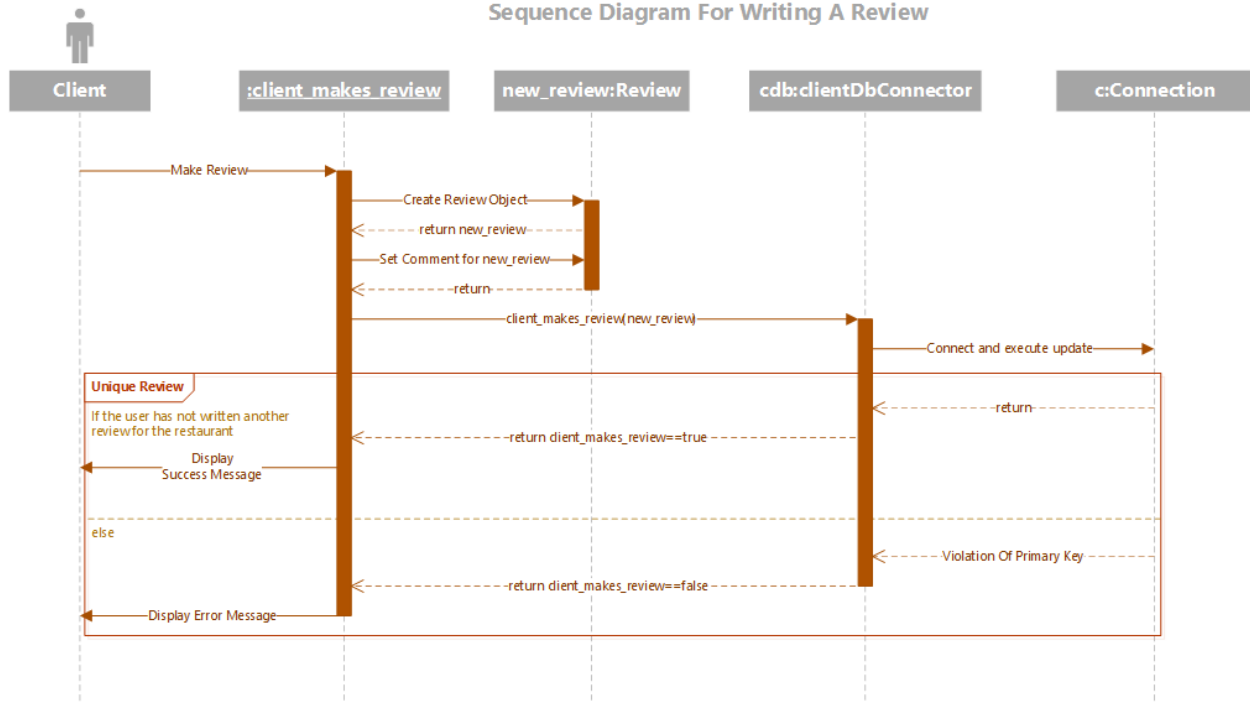 Sequence Diagram For Writing A Review
Client
:client_makes_review
new_review:Review
cdb:clientDbConnector
c:Connection
Make Review
Create Review Object
return new_review
Set Comment for new_review
return
client_makes_review(new_review)
Connect and execute update
Unique Review
If the user has not written another
review for the restaurant
return
return client_makes_review==true
Display
Success Message
else
Violation Of Primary Key
return client_makes_review==false
Display Error Message